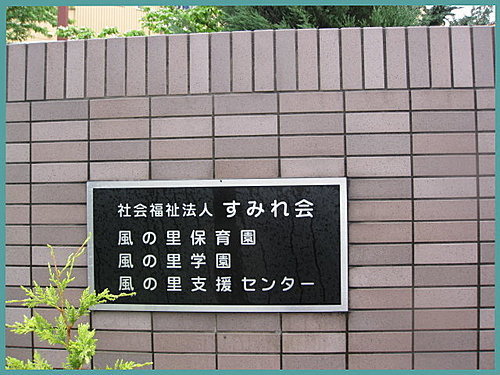 社会福祉法人 すみれ会
風の里保育園
風の里学園
風の里支援センター